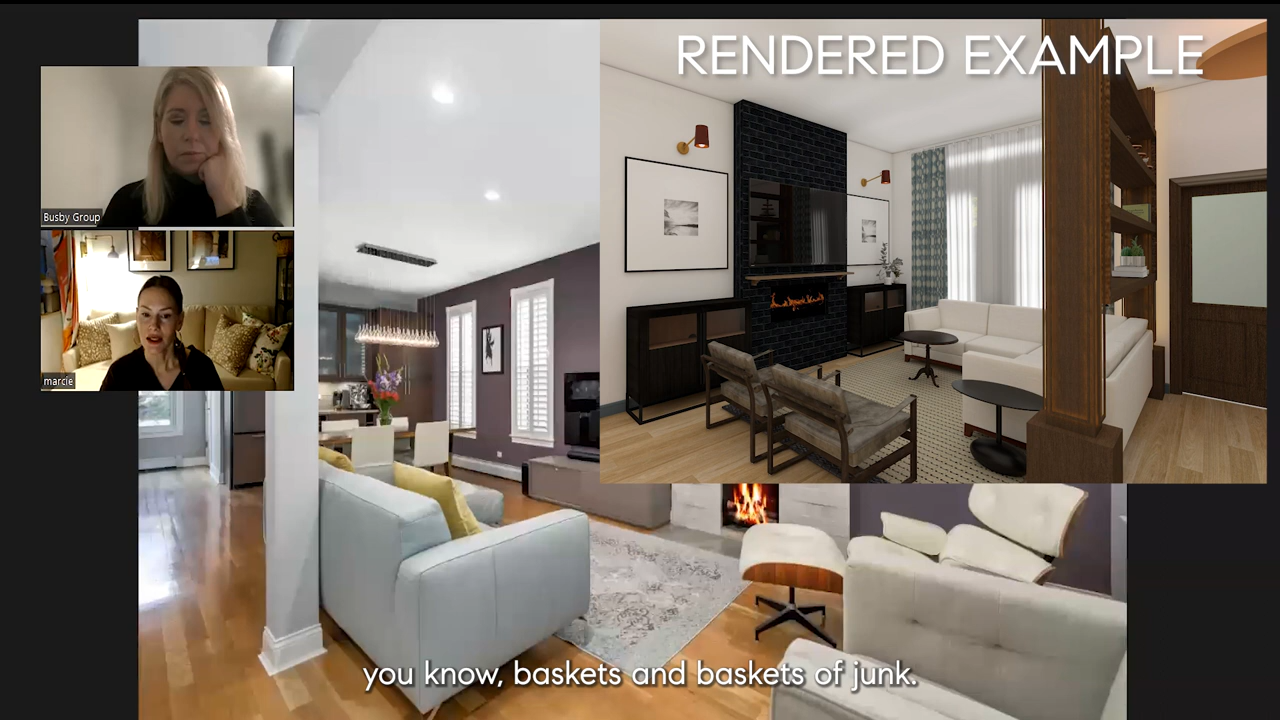 RENDERED EXAMPLE
Busby Group
marcie
you know, baskets and baskets of junk.